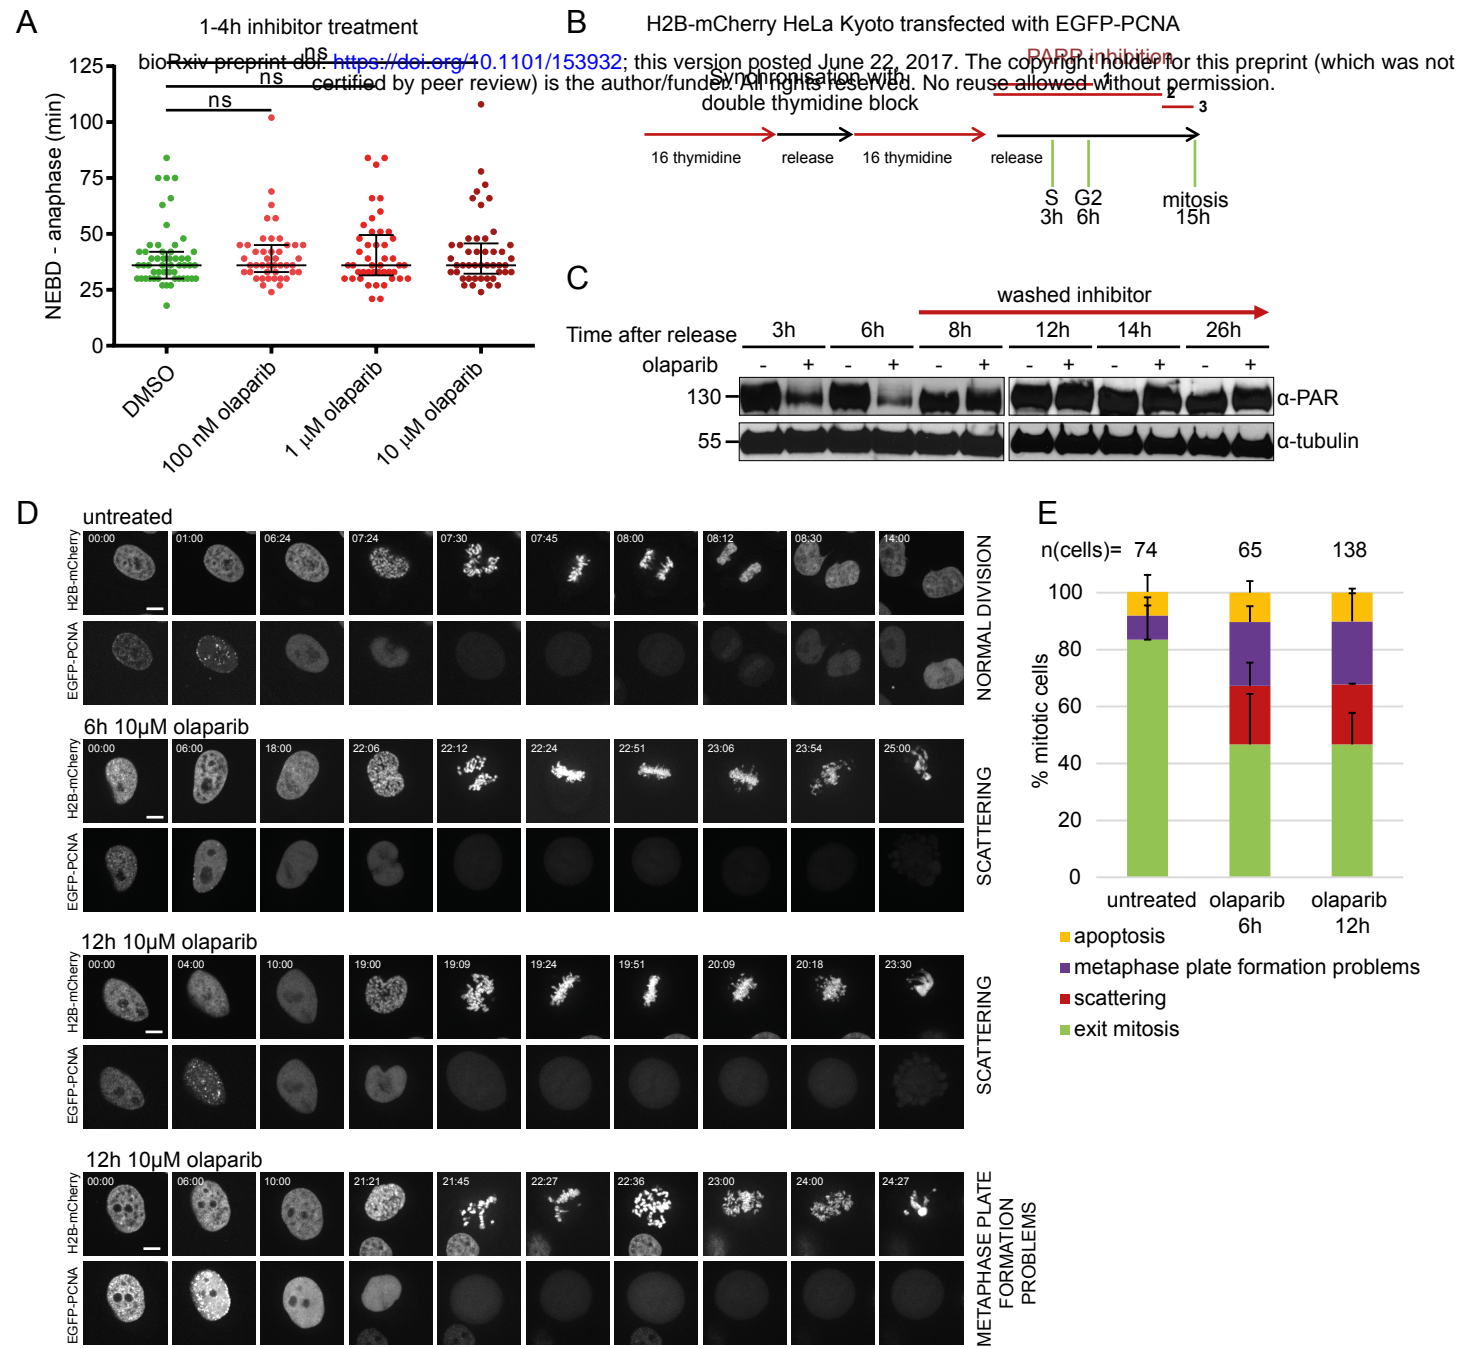 A
1-4h inhibitor treatment
ns
ns
ns
NEBD - anaphase (min)
125
100
75
50
25
0
DMSO
100 nM olaparib
1 µM olaparib
10 µM olaparib
bioRxiv preprint doi: https://doi.org/10.1101/153932; this version posted June 22, 2017. The copyright holder for this preprint (which was not
certified by peer review) is the author/funder. All rights reserved. No reuse allowed without permission.
B
H2B-mCherry HeLa Kyoto transfected with EGFP-PCNA
PARP inhibition
Synchronisation with
double thymidine block
1
2
3
16 thymidine
release
16 thymidine
release
S
3h
G2
6h
mitosis
15h
C
washed inhibitor
Time after release 3h 6h 8h 12h 14h 26h
olaparib - + - + - + - + - + - +
130 α-PAR
55 α-tubulin
D
untreated
H2B-mCherry
00:00 01:00 06:24 07:24 07:30 07:45 08:00 08:12 08:30 14:00
EGFP-PCNA
NORMAL DIVISION
6h 10µM olaparib
H2B-mCherry
00:00 06:00 18:00 22:06 22:12 22:24 22:51 23:06 23:54 25:00
EGFP-PCNA
SCATTERING
12h 10µM olaparib
H2B-mCherry
00:00 04:00 10:00 19:00 19:09 19:24 19:51 20:09 20:18 23:30
EGFP-PCNA
SCATTERING
12h 10µM olaparib
H2B-mCherry
00:00 06:00 10:00 21:21 21:45 22:27 22:36 23:00 24:00 24:27
EGFP-PCNA
METAPHASE PLATE
FORMATION
PROBLEMS
E
n(cells)= 74 65 138
% mitotic cells
100
80
60
40
20
0
untreated
olaparib
6h
olaparib
12h
apoptosis
metaphase plate formation problems
scattering
exit mitosis